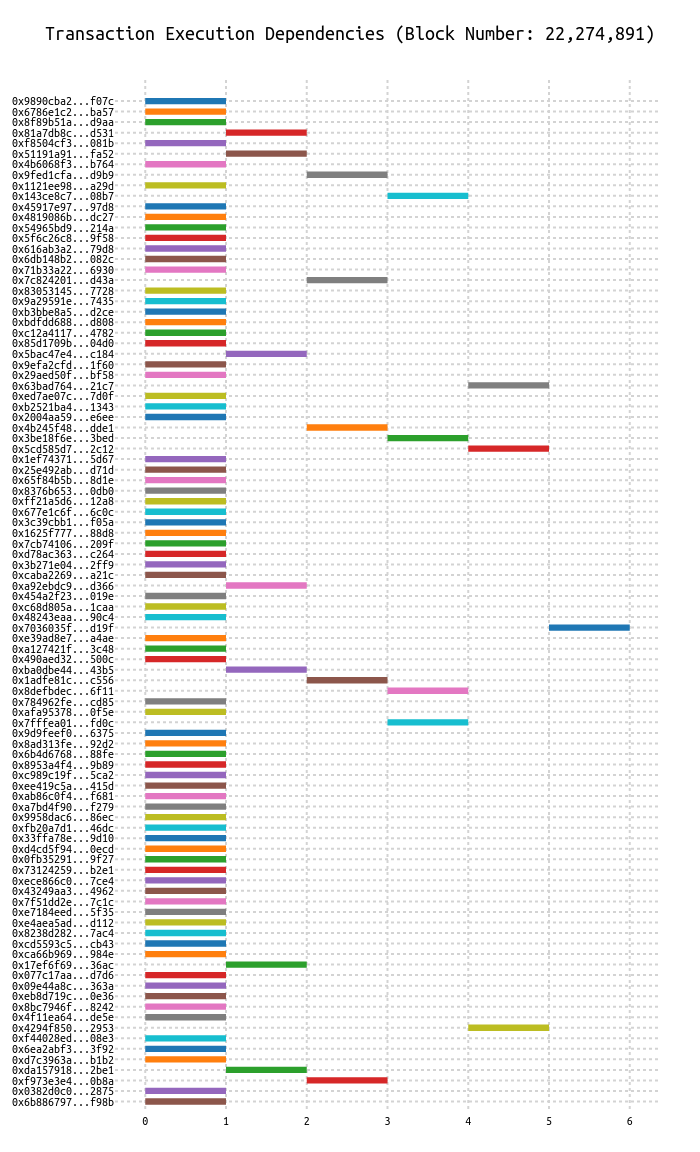 Transaction Execution Dependencies (Block Number: 22,274,891)
0x9890cba2...f07c
0x6786e1c2...ba57
0x8f89b51a...d9aa
0x81a7db8c...d531
0xf8504cf3...081b
0x51191a91...fa52
0x4b6068f3...b764
0x9fed1cfa...d9b9
0x1121ee98...a29d
0x143ce8c7...08b7
0x45917e97...97d8
0x4819086b...dc27
0x54965bd9...214a
0x5f6c26c8...9f58
0x616ab3a2...79d8
0x6db148b2...082c
0x71b33a22...6930
0x7c824201...d43a
0x83053145...7728
0x9a29591e...7435
0xb3bbe8a5...d2ce
0xbdfdd688...d808
0xc12a4117...4782
0x85d1709b...04d0
0x5bac47e4...c184
0x9efa2cfd...1f60
0x29aed50f...bf58
0x63bad764...21c7
0xed7ae07c...7d0f
0xb2521ba4...1343
0x2004aa59...e6ee
0x4b245f48...dde1
0x3be18f6e...3bed
0x5cd585d7...2c12
0x1ef74371...5d67
0x25e492ab...d71d
0x65f84b5b...8d1e
0x8376b653...0db0
0xff21a5d6...12a8
0x677e1c6f...6c0c
0x3c39cbb1...f05a
0x1625f777...88d8
0x7cb74106...209f
0xd78ac363...c264
0x3b271e04...2ff9
0xcaba2269...a21c
0xa92ebdc9...d366
0x454a2f23...019e
0xc68d805a...1caa
0x48243eaa...90c4
0x7036035f...d19f
0xe39ad8e7...a4ae
0xa127421f...3c48
0x490aed32...500c
0xba0dbe44...43b5
0x1adfe81c...c556
0x8defbdec...6f11
0x784962fe...cd85
0xafa95378...0f5e
0x7fffea01...fd0c
0x9d9feef0...6375
0x8ad313fe...92d2
0x6b4d6768...88fe
0x8953a4f4...9b89
0xc989c19f...5ca2
0xee419c5a...415d
0xab86c0f4...f681
0xa7bd4f90...f279
0x9958dac6...86ec
0xfb20a7d1...46dc
0x33ffa78e...9d10
0xd4cd5f94...0ecd
0x0fb35291...9f27
0x73124259...b2e1
0xece866c0...7ce4
0x43249aa3...4962
0x7f51dd2e...7c1c
0xe7184eed...5f35
0xe4aea5ad...d112
0x8238d282...7ac4
0xcd5593c5...cb43
0xca66b969...984e
0x17ef6f69...36ac
0x077c17aa...d7d6
0x09e44a8c...363a
0xeb8d719c...0e36
0x8bc7946f...8242
0x4f11ea64...de5e
0x4294f850...2953
0xf44028ed...08e3
0x6ea2abf3...3f92
0xd7c3963a...b1b2
0xda157918...2be1
0xf973e3e4...0b8a
0x0382d0c0...2875
0x6b886797...f98b
0 1 2 3 4 5 6